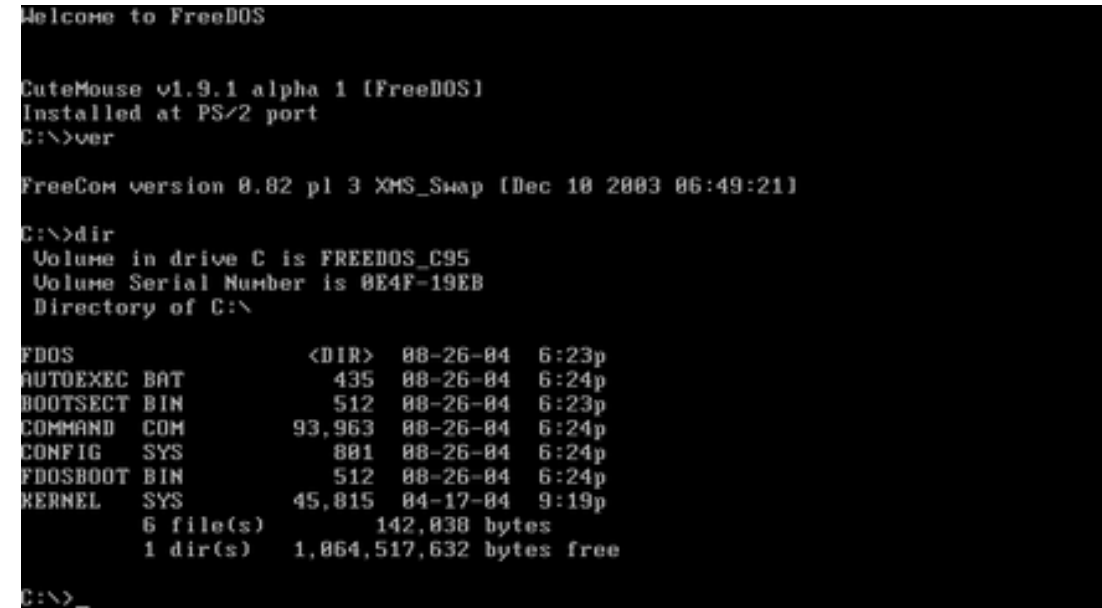 Welcome to FreeDOS
CuteMouse v1.9.1 alpha 1 [FreeDOS]
Installed at PS/2 port
C:\>ver
FreeCom version 0.82 pl 3 XMS_Swap [Dec 10 2003 06:49:21]
C:\>dir
Volume in drive C is FREEDOS_C95
Volume Serial Number is 0E4F-19EB
Directory of C:\
FDOS <DIR> 08-26-04 6:23p
AUTOEXEC BAT 435 08-26-04 6:24p
BOOTSECT BIN 512 08-26-04 6:23p
COMMAND COM 93,963 08-26-04 6:24p
CONFIG SYS 801 08-26-04 6:24p
FDOSBOOT BIN 512 08-26-04 6:24p
KERNEL SYS 45,815 04-17-04 9:19p
6 file(s) 142,038 bytes
1 dir(s) 1,064,517,632 bytes free
C:\>_